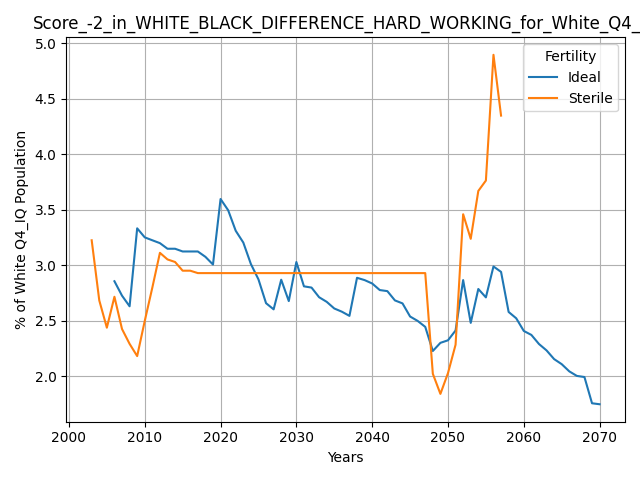 Score_-2_in_WHITE_BLACK_DIFFERENCE_HARD_WORKING_for_White_Q4_
Fertility
Ideal
Sterile
% of White Q4_IQ Population
5.0
4.5
4.0
3.5
3.0
2.5
2.0
2000 2010 2020 2030 2040 2050 2060 2070
Years